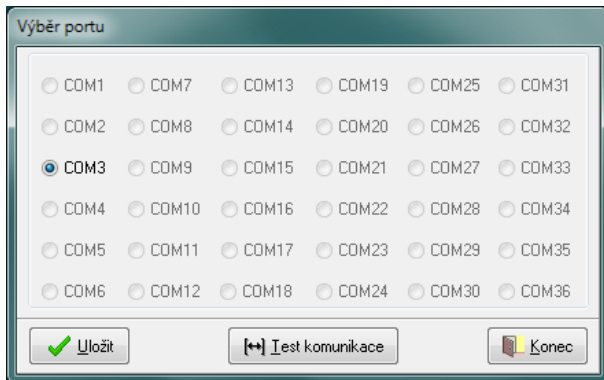 Výběr portu
COM1 COM7 COM13 COM19 COM25 COM31
COM2 COM8 COM14 COM20 COM26 COM32
COM3 COM9 COM15 COM21 COM27 COM33
COM4 COM10 COM16 COM22 COM28 COM34
COM5 COM11 COM17 COM23 COM29 COM35
COM6 COM12 COM18 COM24 COM30 COM36
Uložit [↔] Test komunikace Konec